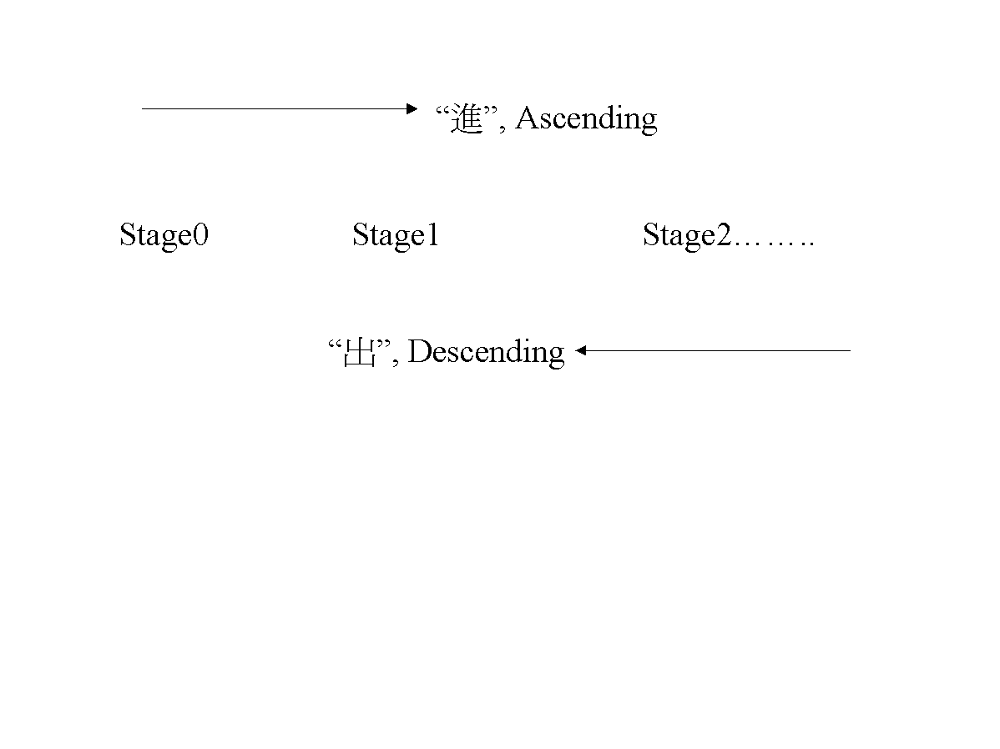 “進”, Ascending
Stage0 Stage1 Stage2……..
“出”, Descending